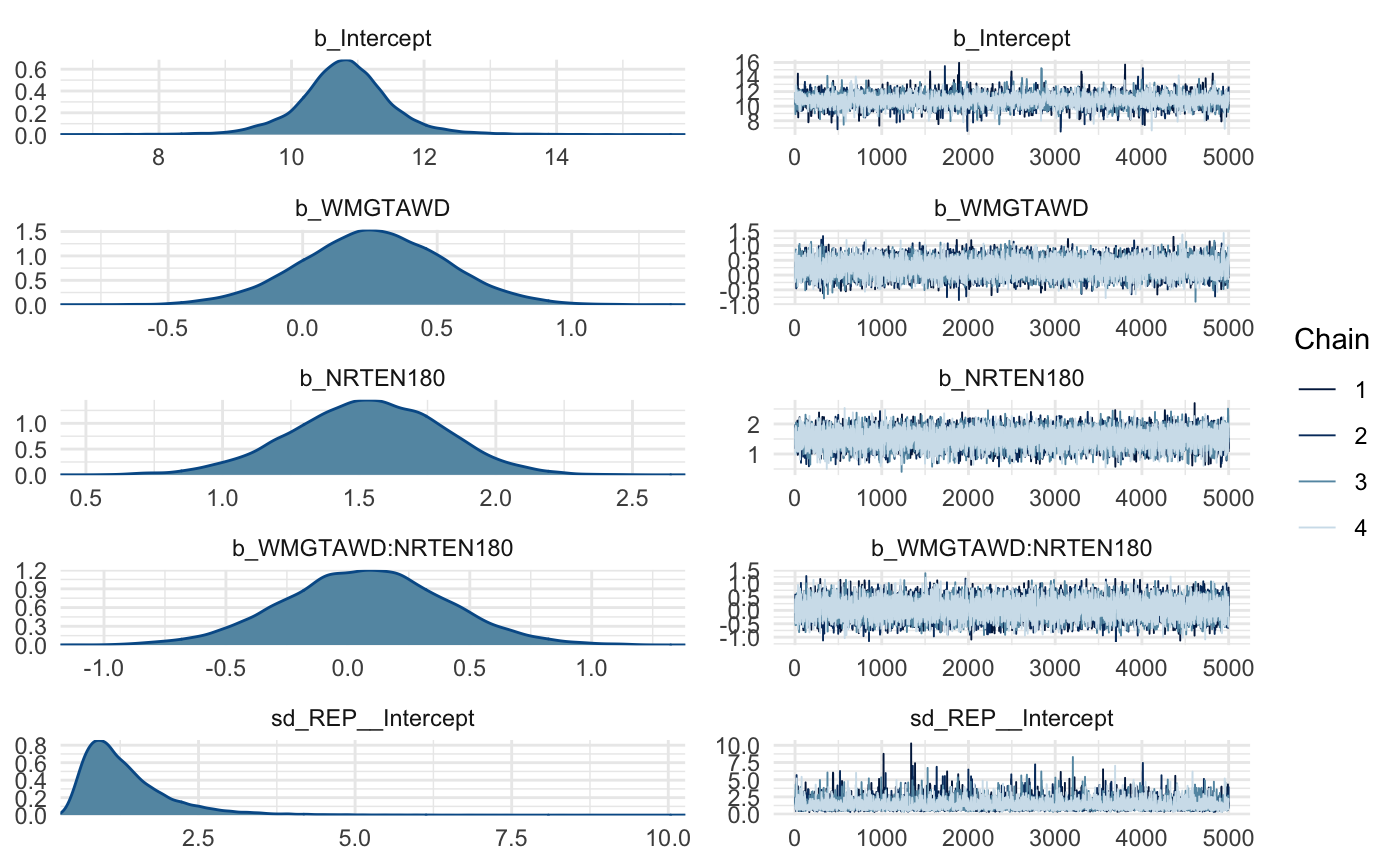 b_Intercept
0.6
0.4
0.2
0.0
8 10 12 14
b_Intercept
16
14
12
10
8
0 1000 2000 3000 4000 5000
b_WMGTAWD
1.5
1.0
0.5
0.0
-0.5 0.0 0.5 1.0
b_WMGTAWD
1.5
1.0
0.5
0.0
-0.5
-1.0
0 1000 2000 3000 4000 5000
b_NRTEN180
1.0
0.5
0.0
0.5 1.0 1.5 2.0 2.5
b_NRTEN180
2
1
0 1000 2000 3000 4000 5000
b_WMGTAWD:NRTEN180
1.2
0.9
0.6
0.3
0.0
-1.0 -0.5 0.0 0.5 1.0
b_WMGTAWD:NRTEN180
1.5
1.0
0.5
0.0
-0.5
-1.0
0 1000 2000 3000 4000 5000
sd_REP__Intercept
0.8
0.6
0.4
0.2
0.0
2.5 5.0 7.5 10.0
sd_REP__Intercept
10.0
7.5
5.0
2.5
0.0
0 1000 2000 3000 4000 5000
Chain
1
2
3
4